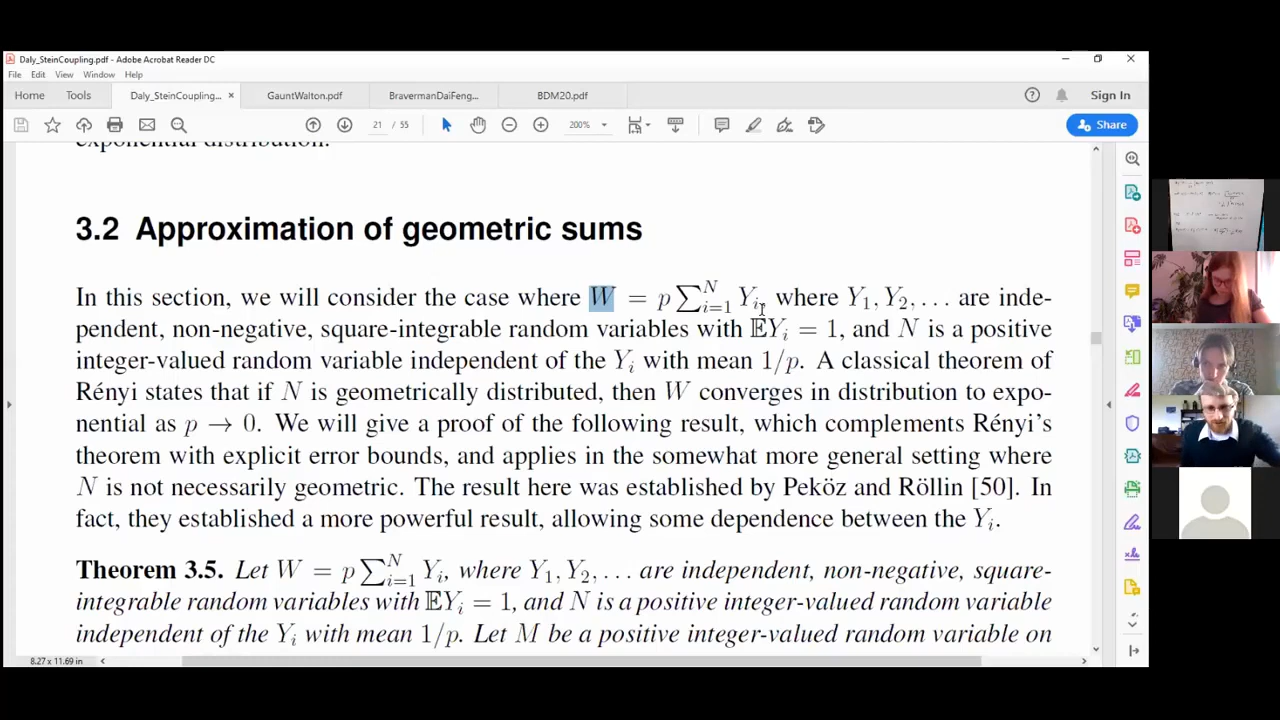 Daly_SteinCoupling.pdf - Adobe Acrobat Reader DC
File Edit View Window Help
Home Tools Daly_SteinCoupling... × GauntWalton.pdf BravermanDaiFeng... BDM20.pdf Sign In
21 / 55 200% Share
exponential distribution.
3.2 Approximation of geometric sums
In this section, we will consider the case where W = p∑_{i=1}^{N} Y_i, where Y_1, Y_2, … are inde-
pendent, non-negative, square-integrable random variables with 𝔼Y_i = 1, and N is a positive
integer-valued random variable independent of the Y_i with mean 1/p. A classical theorem of
Rényi states that if N is geometrically distributed, then W converges in distribution to expo-
nential as p → 0. We will give a proof of the following result, which complements Rényi's
theorem with explicit error bounds, and applies in the somewhat more general setting where
N is not necessarily geometric. The result here was established by Peköz and Röllin [50]. In
fact, they established a more powerful result, allowing some dependence between the Y_i.
Theorem 3.5. Let W = p∑_{i=1}^{N} Y_i, where Y_1, Y_2, … are independent, non-negative, square-
integrable random variables with 𝔼Y_i = 1, and N is a positive integer-valued random variable
independent of the Y_i with mean 1/p. Let M be a positive integer-valued random variable on
8.27 x 11.69 in